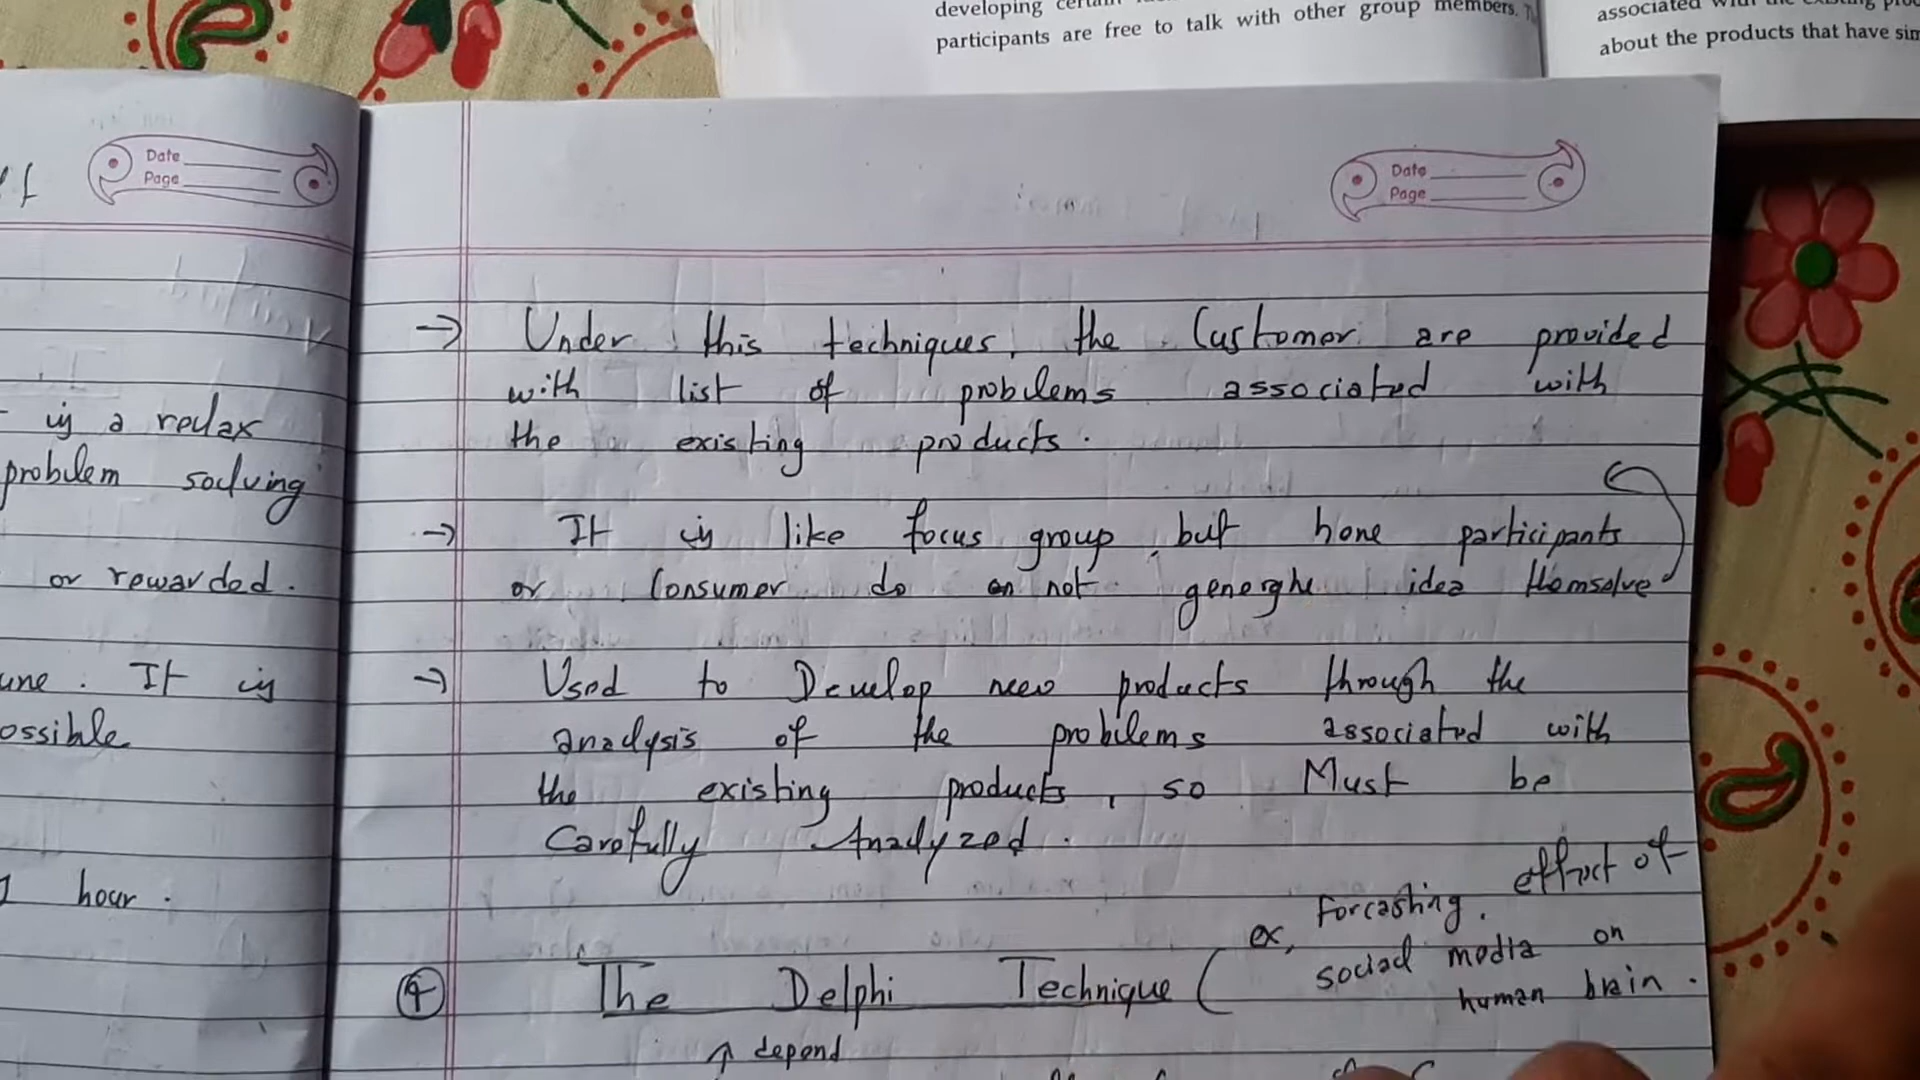 developing certain
participants are free to talk with other group members.
associated with the existing
about the products that have sim
Date
Page
is a relax
problem solving
or rewarded.
une. It is
ossible
hour.
Date
Page
→ Under this techniques, the Customer are provided
with list of problems associated with
the existing products.
→ It is like focus group, but here participants
or Consumer do not generate idea themselve
→ Used to Develop new products through the
analysis of the problems associated with
the existing products, so Must be
Carefully Analyzed.
④ The Delphi Technique (
ex, Forcasting. effect of
social media on
human brain.
↑ depend